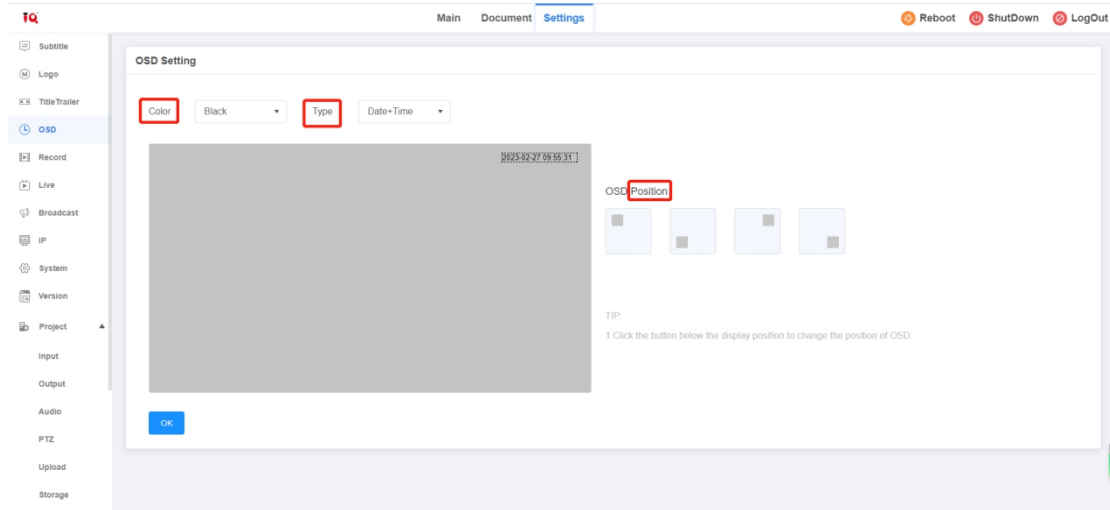 IQ Main Document Settings Reboot ShutDown LogOut
Subtitle
Logo
TitleTrailer
OSD
Record
Live
Broadcast
IP
System
Version
Project
Input
Output
Audio
PTZ
Upload
Storage
OSD Setting
Color Black Type Date+Time
2023-02-27 09:55:31
OSD Position
TIP:
1.Click the button below the display position to change the position of OSD.
OK